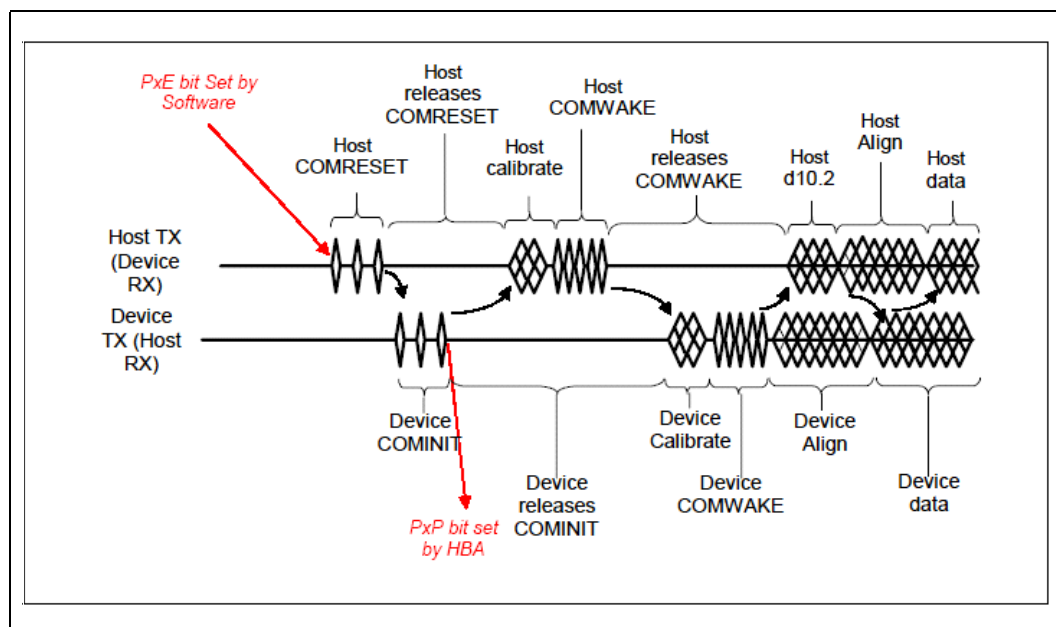 PxE bit Set by
Software
Host
COMRESET
Host
releases
COMRESET
Host
calibrate
Host
COMWAKE
Host
releases
COMWAKE
Host
d10.2
Host
Align
Host
data
Host TX
(Device
RX)
Device
TX (Host
RX)
Device
COMINIT
PxP bit set
by HBA
Device
releases
COMINIT
Device
Calibrate
Device
COMWAKE
Device
Align
Device
data